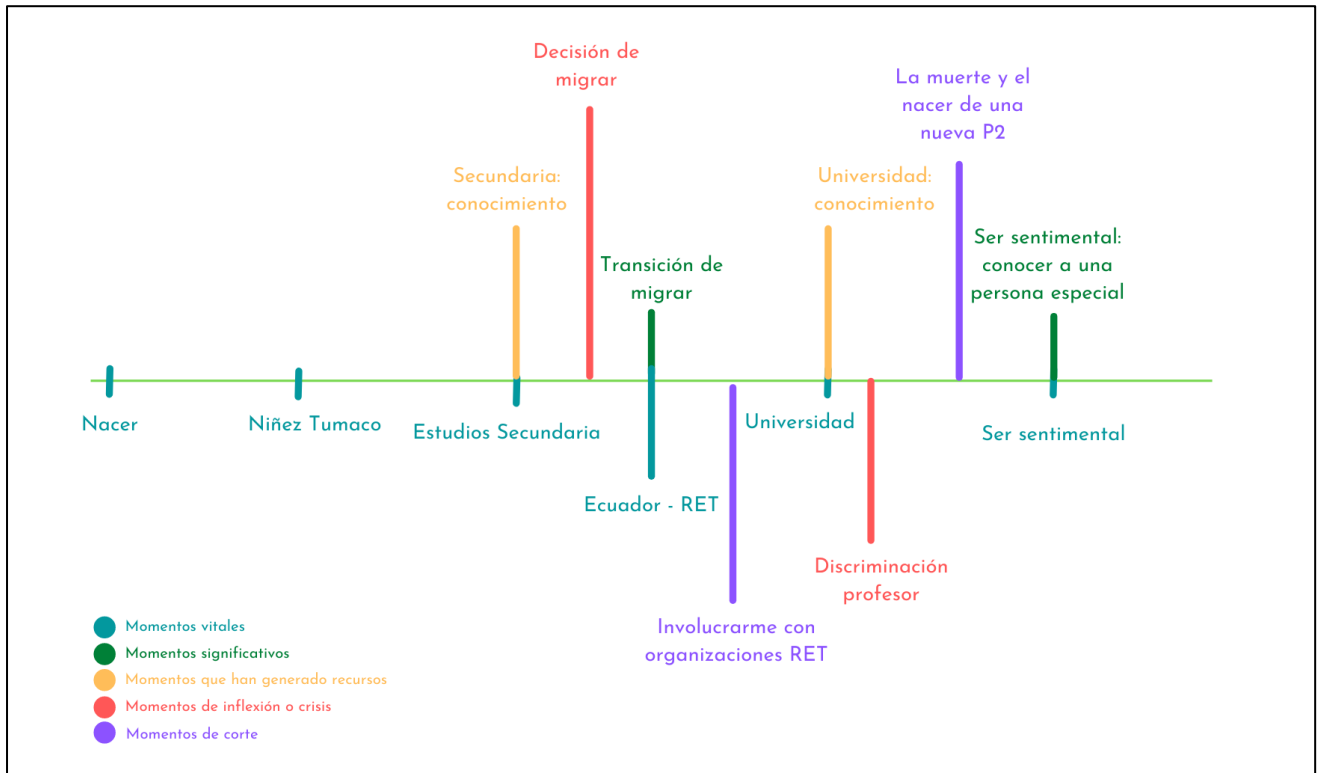 Decisión de
migrar
La muerte y el
nacer de una
nueva P2
Secundaria:
conocimiento
Universidad:
conocimiento
Transición de
migrar
Ser sentimental:
conocer a una
persona especial
Nacer
Niñez Tumaco
Estudios Secundaria
Universidad
Ser sentimental
Ecuador - RET
Discriminación
profesor
Involucrarme con
organizaciones RET
Momentos vitales
Momentos significativos
Momentos que han generado recursos
Momentos de inflexión o crisis
Momentos de corte